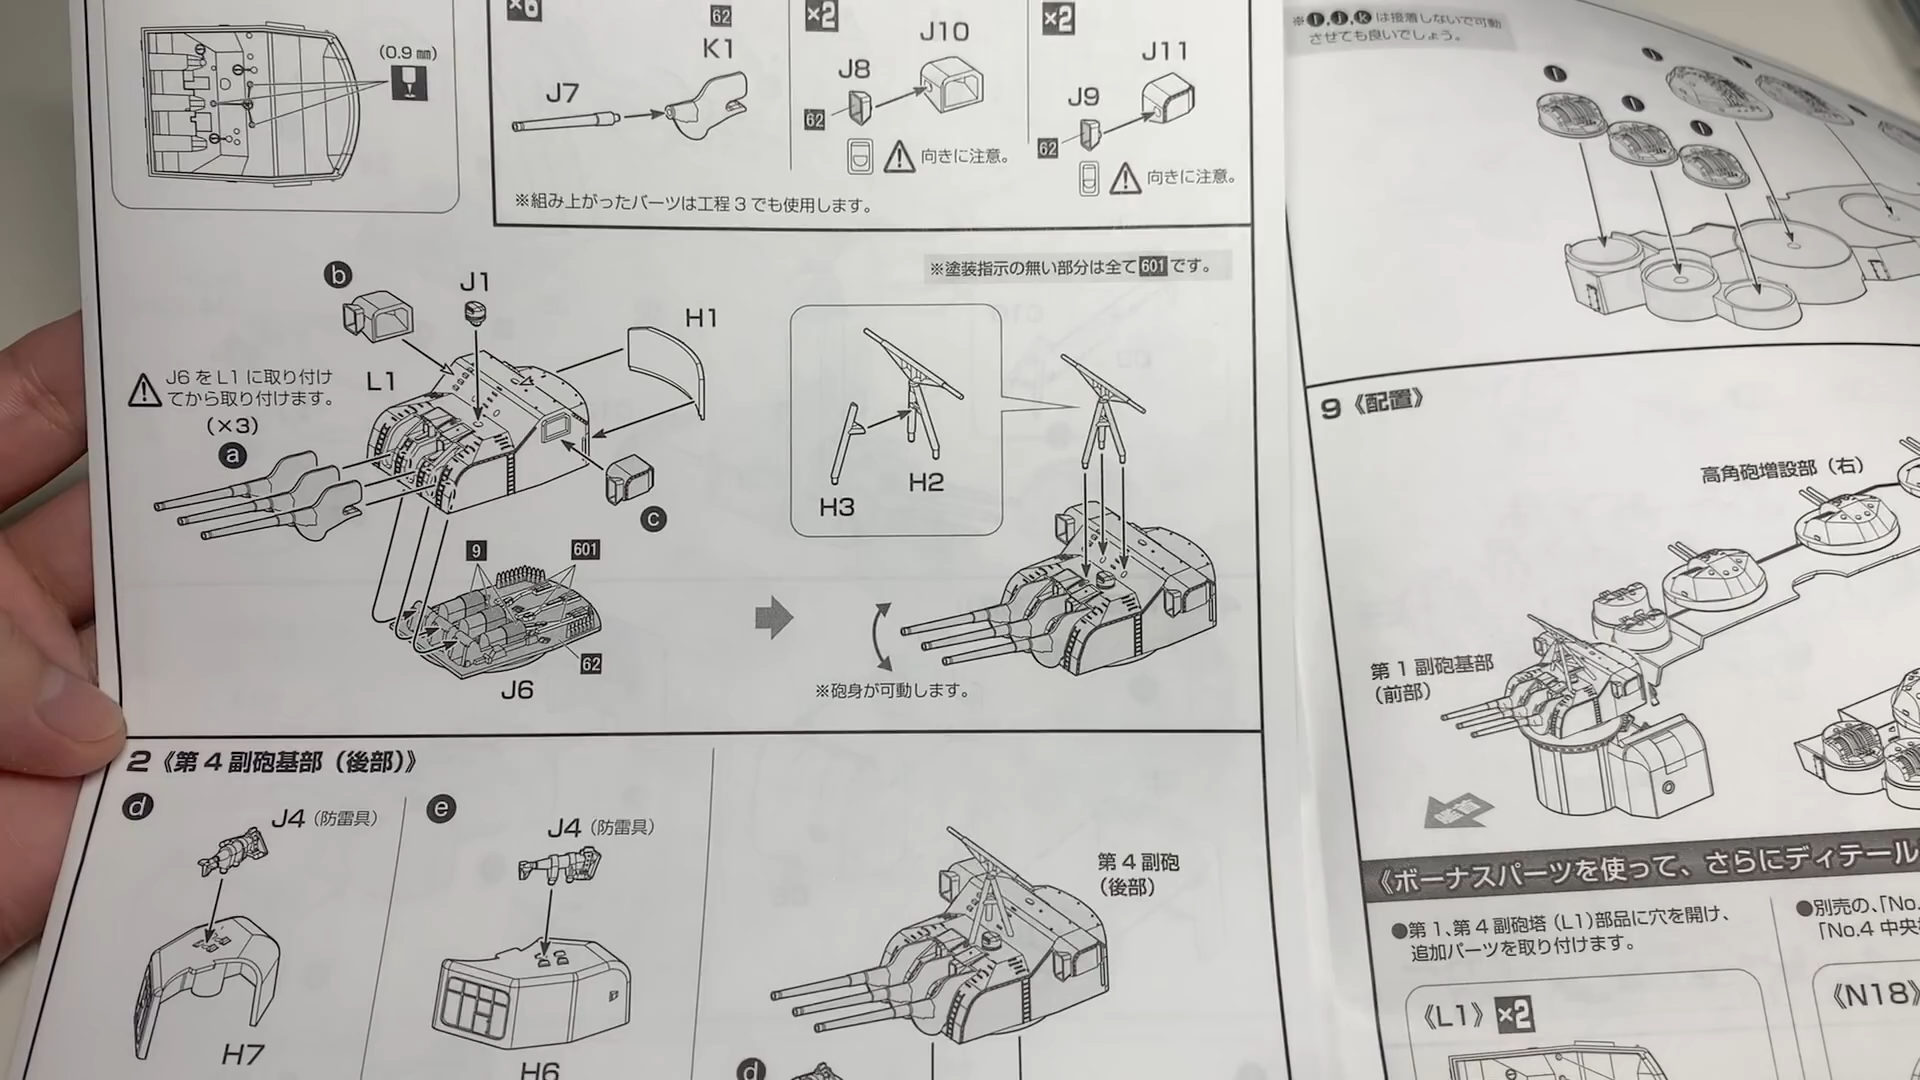 (0.9㎜)
×6
J7
62
K1
×2
J8
62
J10
向きに注意。
×2
J9
62
J11
向きに注意。
※組み上がったパーツは工程3でも使用します。
※塗装指示の無い部分は全て601です。
b
J1
H1
L1
J6をL1に取り付け
てから取り付けます。
(×3)
a
c
9
601
62
J6
H3
H2
※砲身が可動します。
2《第4副砲基部（後部）》
d
J4（防雷具）
H7
e
J4（防雷具）
H6
第4副砲
（後部）
d
※I,J,Kは接着しないで可動
させても良いでしょう。
9《配置》
高角砲増設部（右）
第1副砲基部
（前部）
《ボーナスパーツを使って、さらにディテール
●第1、第4副砲塔（L1）部品に穴を開け、
追加パーツを取り付けます。
《L1》×2
●別売の、「No.
「No.4 中央
《N18》